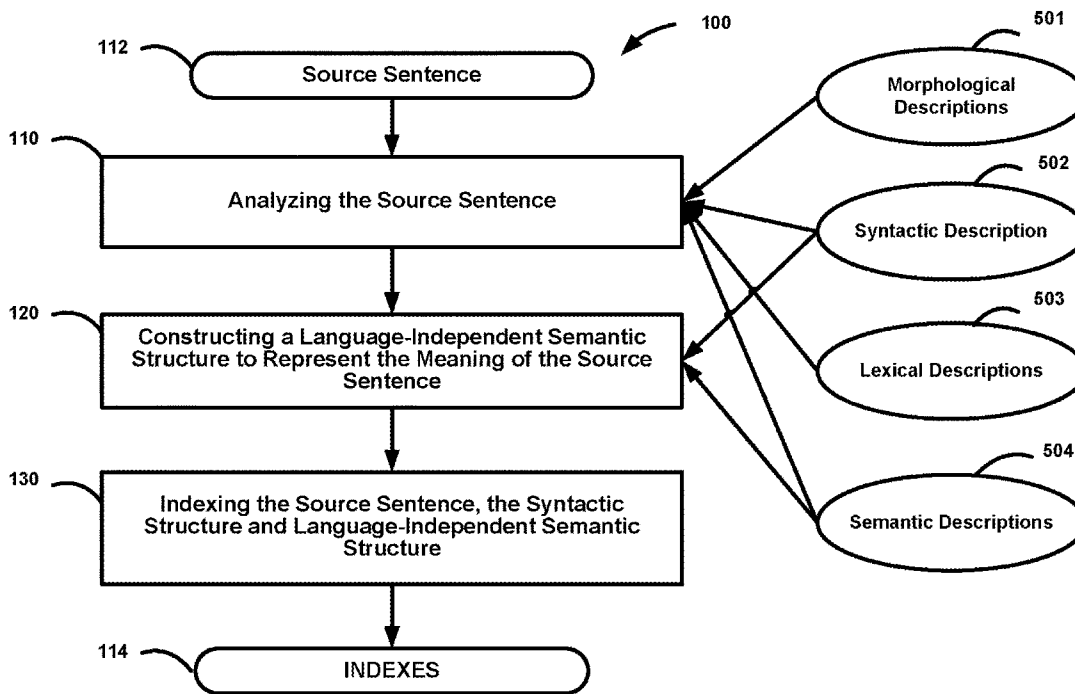 112
Source Sentence
100
501
Morphological
Descriptions
110
Analyzing the Source Sentence
502
Syntactic Description
120
Constructing a Language-Independent Semantic
Structure to Represent the Meaning of the Source
Sentence
503
Lexical Descriptions
130
Indexing the Source Sentence, the Syntactic
Structure and Language-Independent Semantic
Structure
504
Semantic Descriptions
114
INDEXES